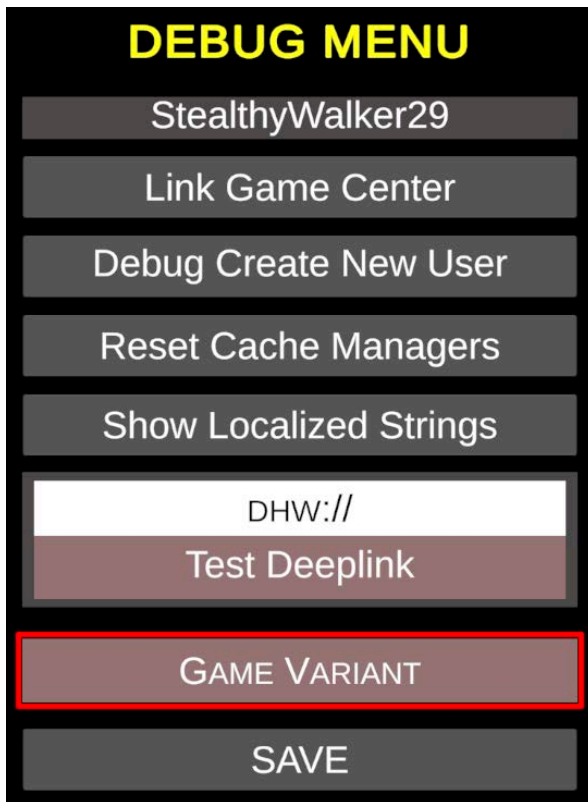 DEBUG MENU
StealthyWalker29
Link Game Center
Debug Create New User
Reset Cache Managers
Show Localized Strings
DHW://
Test Deeplink
GAME VARIANT
SAVE